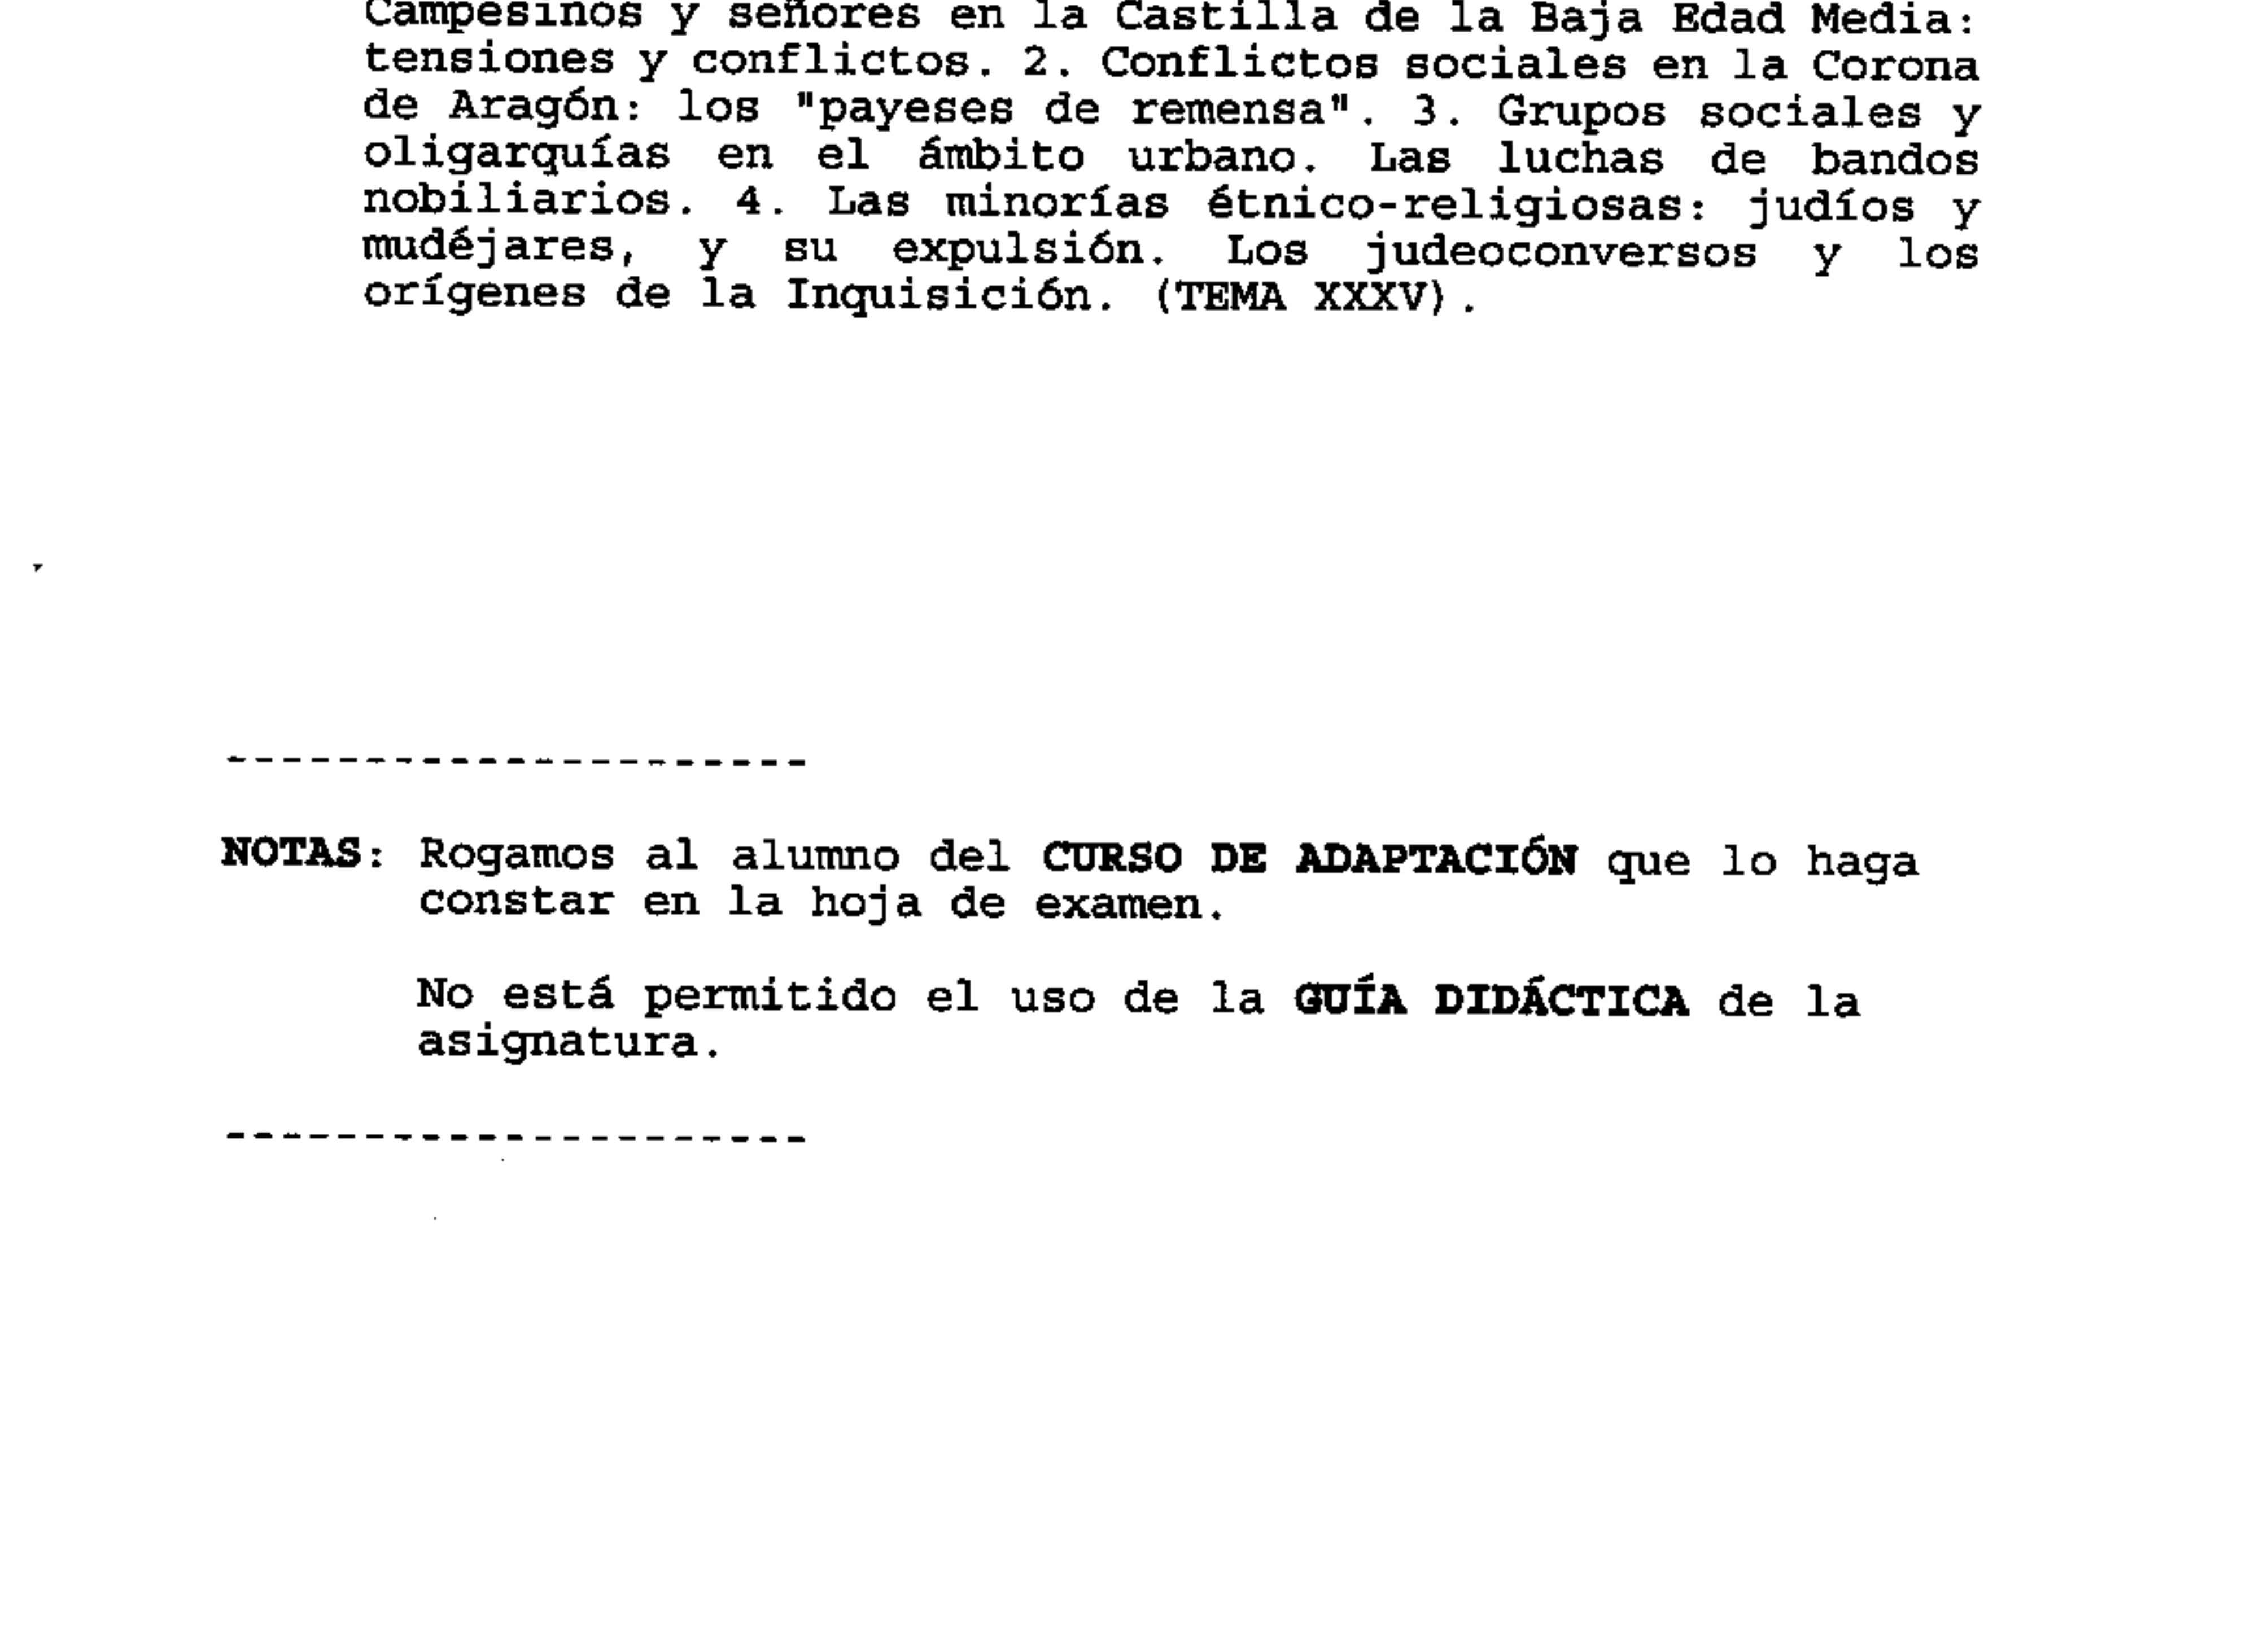 Campesinos y señores en la Castilla de la Baja Edad Media:
tensiones y conflictos. 2. Conflictos sociales en la Corona
de Aragón: los "payeses de remensa". 3. Grupos sociales y
oligarquías en el ámbito urbano. Las luchas de bandos
nobiliarios. 4. Las minorías étnico-religiosas: judíos y
mudéjares, y su expulsión. Los judeoconversos y los
orígenes de la Inquisición. (TEMA XXXV).
---------------------
NOTAS: Rogamos al alumno del CURSO DE ADAPTACIÓN que lo haga
constar en la hoja de examen.
No está permitido el uso de la GUÍA DIDÁCTICA de la
asignatura.
---------------------